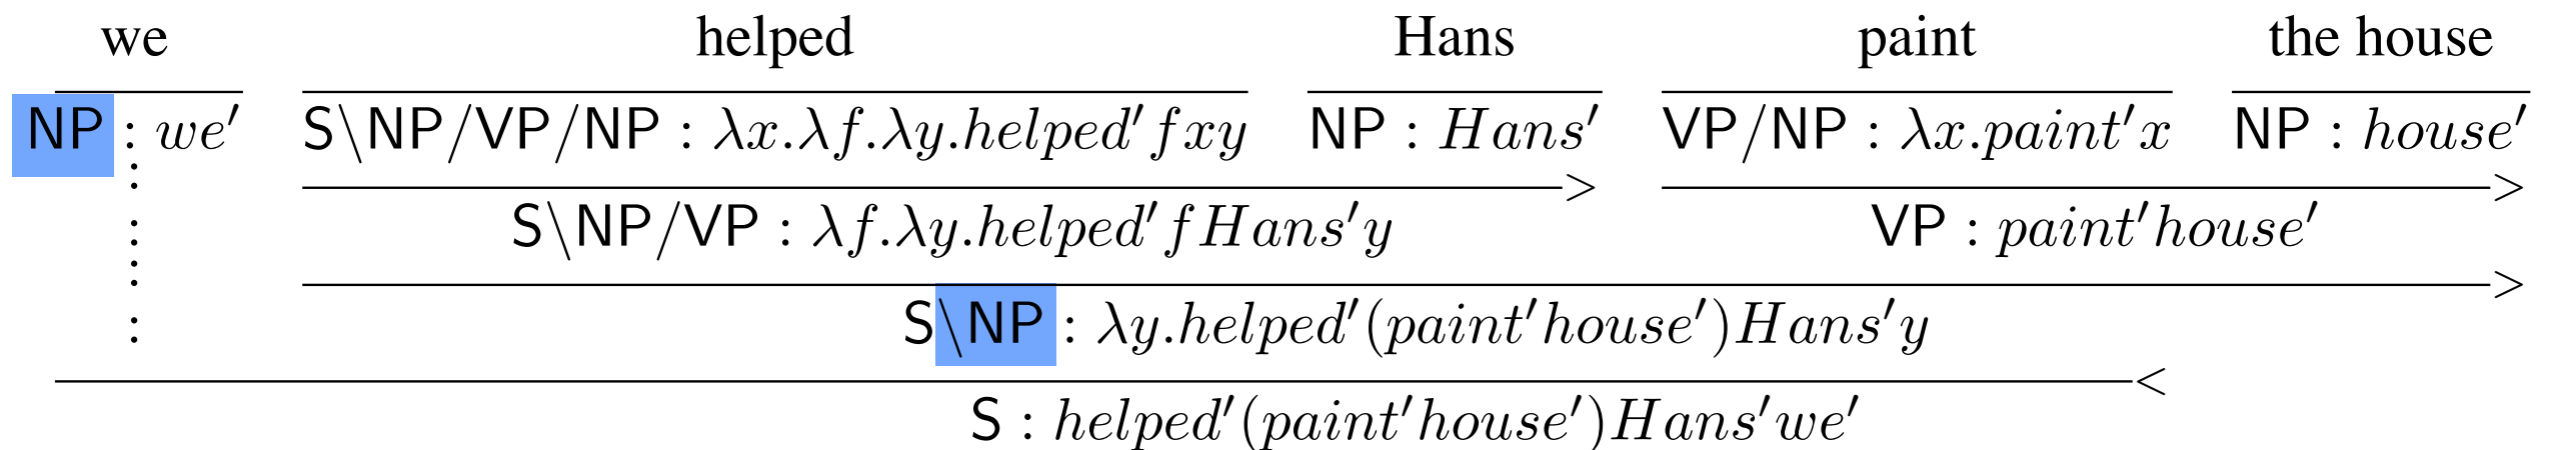 we helped Hans paint the house
NP : we′ S\NP/VP/NP : λx.λf.λy.helped′fxy NP : Hans′ VP/NP : λx.paint′x NP : house′
> >
S\NP/VP : λf.λy.helped′fHans′y VP : paint′house′
>
S\NP : λy.helped′(paint′house′)Hans′y
<
S : helped′(paint′house′)Hans′we′